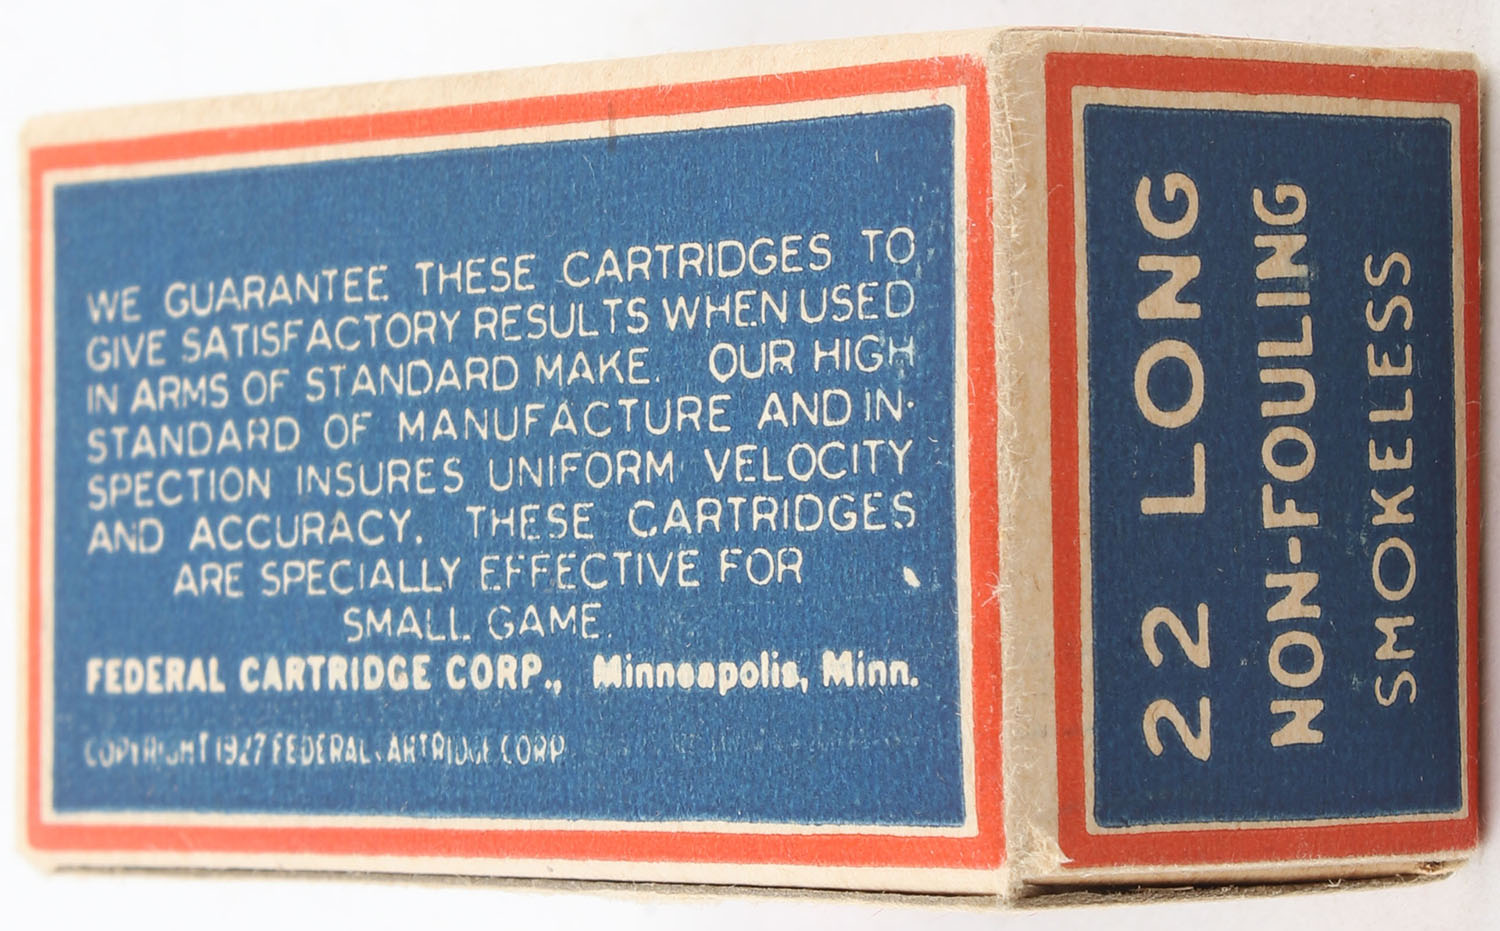 WE GUARANTEE THESE CARTRIDGES TO
GIVE SATISFACTORY RESULTS WHEN USED
IN ARMS OF STANDARD MAKE. OUR HIGH
STANDARD OF MANUFACTURE AND IN-
SPECTION INSURES UNIFORM VELOCITY
AND ACCURACY. THESE CARTRIDGES
ARE SPECIALLY EFFECTIVE FOR
SMALL GAME.
FEDERAL CARTRIDGE CORP., Minneapolis, Minn.
COPYRIGHT 1927 FEDERAL CARTRIDGE CORP
22 LONG
NON-FOULING
SMOKELESS